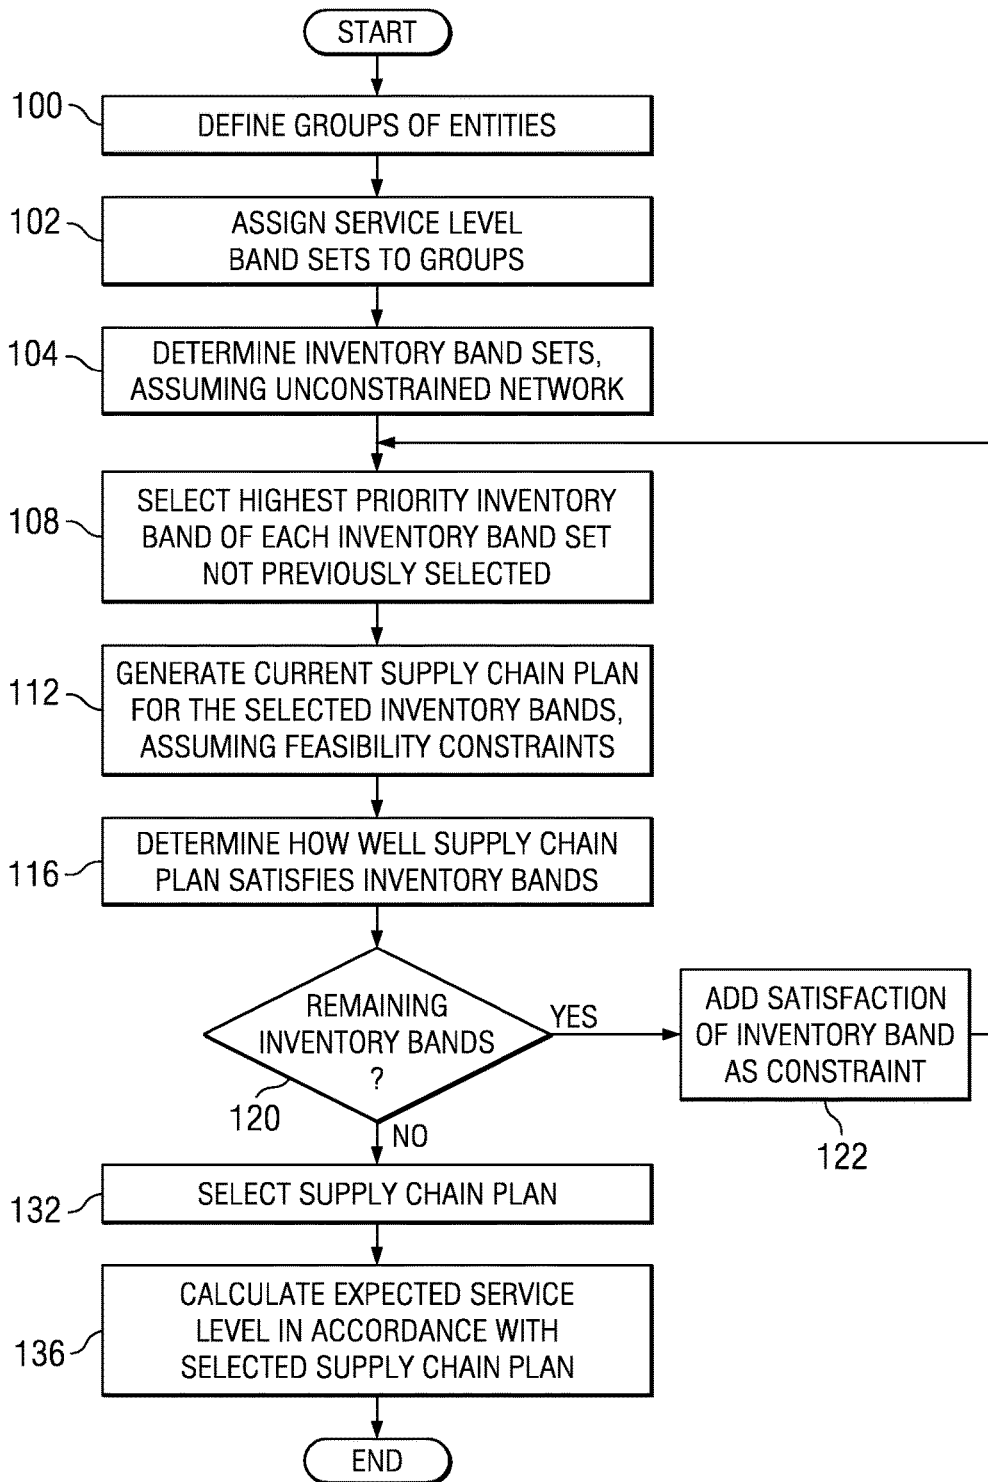 START
100
DEFINE GROUPS OF ENTITIES
102
ASSIGN SERVICE LEVEL
BAND SETS TO GROUPS
104
DETERMINE INVENTORY BAND SETS,
ASSUMING UNCONSTRAINED NETWORK
108
SELECT HIGHEST PRIORITY INVENTORY
BAND OF EACH INVENTORY BAND SET
NOT PREVIOUSLY SELECTED
112
GENERATE CURRENT SUPPLY CHAIN PLAN
FOR THE SELECTED INVENTORY BANDS,
ASSUMING FEASIBILITY CONSTRAINTS
116
DETERMINE HOW WELL SUPPLY CHAIN
PLAN SATISFIES INVENTORY BANDS
REMAINING
INVENTORY BANDS
?
120
YES
ADD SATISFACTION
OF INVENTORY BAND
AS CONSTRAINT
122
NO
132
SELECT SUPPLY CHAIN PLAN
136
CALCULATE EXPECTED SERVICE
LEVEL IN ACCORDANCE WITH
SELECTED SUPPLY CHAIN PLAN
END